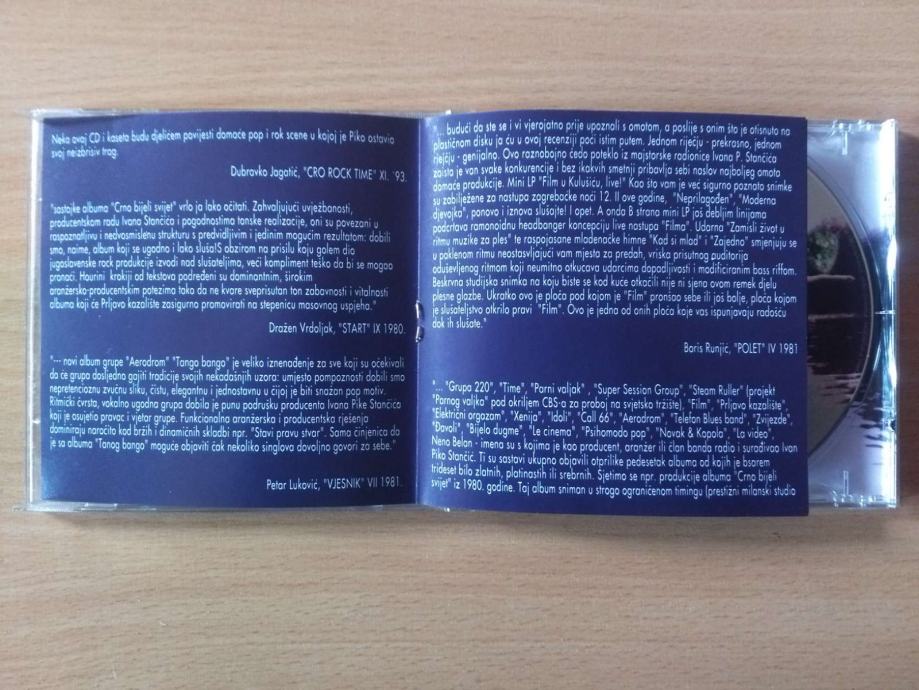 Neka ovaj CD i kaseta budu djelićem povijesti domaće pop i rok scene u kojoj je Piko ostavio
svoj neizbrisiv trag.
Dubravko Jagatić, "CRO ROCK TIME" XI. '93.
"sastojke albuma "Crno bijeli svijet" vrlo ja lako očitati. Zahvaljujući uvježbanosti,
producentskom radu Ivana Stančića i pogodnostima tonske realizacije, oni su povezani u
raspoznatljivu i nedvosmislenu strukturu s predvidljivim i jedinim mogućim rezultatom: dobili
smo, naime, album koji se ugodno i lako sluša!S obzirom na prisilu koju golem dio
jugoslavenske rock produkcije izvodi nad slušateljima, veći kompliment teško da bi se mogao
pronaći. Hourini krokiji od tekstova podređeni su dominantnim, širokim
aranžersko-producentskim potezima tako da ne kvare sveprisutan ton zabavnosti i vitalnosti
albuma koji će Prljavo kazalište zasigurno promovirati na stepenicu masovnog uspjeha."
Dražen Vrdoljak, "START" IX 1980.
"... novi album grupe "Aerodrom" "Tango bango" je veliko iznenađenje za sve koji su očekivali
da će grupa dosljedno gajiti tradicije svojih nekadašnjih uzora: umjesto pompoznosti dobili smo
nepretencioznu zvučnu sliku, čistu, elegantnu i jednostavnu u čijoj je biti snažan pop motiv.
Ritmički čvrsta, vokalno ugodna grupa dobila je punu podrušku producenta Ivana Pike Stančića
koji je osujetio pravac i vjetar grupe. Funkcionalna aranžerska i producentska rješenja
dominiraju naročito kod bržih i dinamičnih skladbi npr. "Stavi pravu stvar". Sama činjenica da
je sa albuma "Tango bango" moguće objaviti čak nekoliko singlova dovoljno govori za sebe."
Petar Luković, "VJESNIK" VII 1981.
"... budući da ste se i vi vjerojatno prije upoznali s omotom, a poslije s onim što je otisnuto na
plastičnom disku ja ću u ovoj recenziji poći istim putem. Jednom riječju - prekrasno, jednom
riječju - genijalno. Ovo raznobojno čedo poteklo iz majstorske radionice Ivana P. Stančića
zaista je van svake konkurencije i bez ikakvih smetnji pribavlja sebi naslov najboljeg omota
domaće produkcije. Mini LP "Film u Kulušiću, live!" Kao što vam je već sigurno poznato snimke
su zabilježene za nastupa zagrebačke noći 12. II ove godine, "Neprilagođen", "Moderna
djevojka", ponovo i iznova slušajte! I opet. A onda B strana mini LP još debljim linijama
podcrtava ramonoidnu headbanger koncepciju live nastupa "Filma". Udarna "Zamisli život u
ritmu muzike za ples" te raspojasane mladenačke himne "Kad si mlad" i "Zajedno" smjenjuju se
u paklenom ritmu neostasvljajući vam mjesta za predah, vriska prisutnog auditorija
oduševljenog ritmom koji neumitno otkucava udarcima dopadljivosti i modificiranim bass riffom.
Beskrvna studijska snimka na koju biste se kod kuće otkačili nije ni sjena ovom remek djelu
plesne glazbe. Ukratko ovo je ploča pod kojom je "Film" pronšao sebe ili još bolje, ploča kojom
je slušateljstvo otkrilo pravi "Film". Ovo je jedna od onih ploča koje vas ispunjavaju radošću
dok ih slušate."
Boris Runjić, "POLET" IV 1981
"... "Grupa 220", "Time", "Parni valjak" , "Super Session Group", "Steam Ruller" (projekt
"Parnog valjka" pod okriljem CBS-a za proboj na svjetsko tržište), "Film", "Prljavo kazalište",
"Električni orgazam", "Xenija", "Idoli", "Call 66", "Aerodrom", "Telefon Blues band", "Zvijezde",
"Đavoli", "Bijelo dugme", "Le cinema", "Psihomodo pop", "Novak & Kopola", "La video",
Neno Belan - imena su s kojima je kao producent, aranžer ili član banda radio i surađivao Ivan
Piko Stančić. Ti su sastavi ukupno objavili otprilike pedesetak albuma od kojih je bsarem
trideset bilo zlatnih, platinastih ili srebrnih. Sjetimo se npr. produkcije albuma "Crno bijeli
svijet" iz 1980. godine. Taj album sniman u strogo ograničenom timingu (prestižni milanski studio